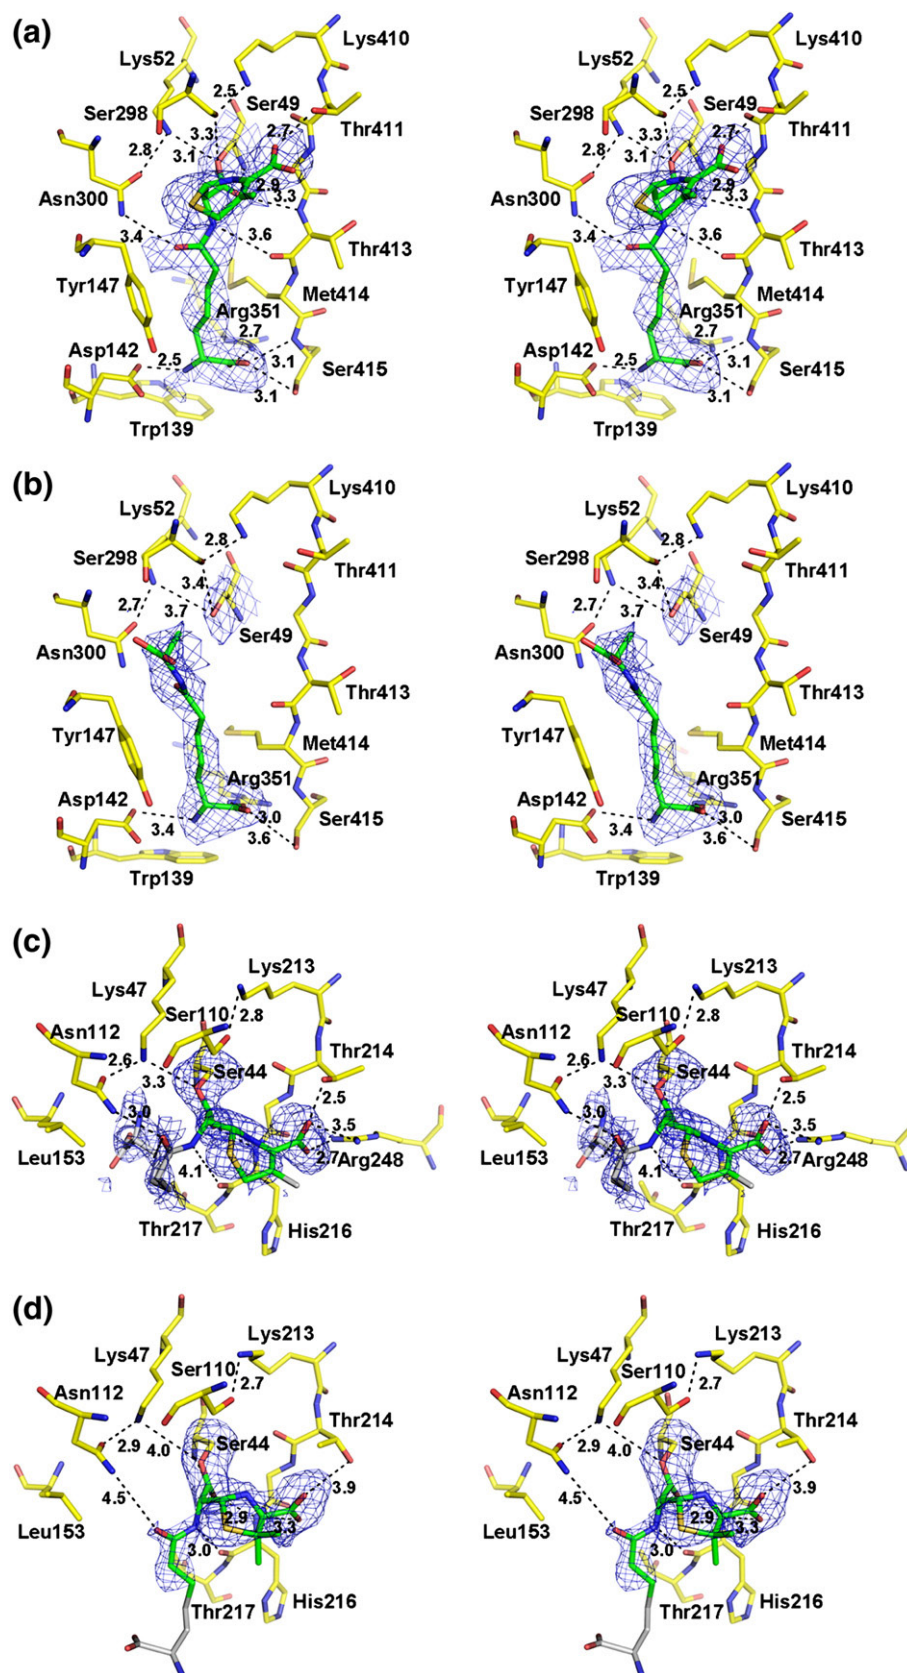 (a)
Lys410
Lys52
2.5
Ser49
Ser298
3.3
2.7
Thr411
2.8
3.1
2.9
Asn300
3.3
3.4
3.6
Thr413
Tyr147
Met414
Arg351
2.7
Asp142
2.5
3.1
Ser415
3.1
Trp139
Lys410
Lys52
2.5
Ser49
Ser298
3.3
2.7
Thr411
2.8
3.1
2.9
Asn300
3.3
3.4
3.6
Thr413
Tyr147
Met414
Arg351
2.7
Asp142
2.5
3.1
Ser415
3.1
Trp139
(b)
Lys410
Lys52
2.8
Ser298
Thr411
3.4
2.7
3.7
Ser49
Asn300
Thr413
Tyr147
Met414
Arg351
Asp142
3.0
Ser415
3.4
3.6
Trp139
Lys410
Lys52
2.8
Ser298
Thr411
3.4
2.7
3.7
Ser49
Asn300
Thr413
Tyr147
Met414
Arg351
Asp142
3.0
Ser415
3.4
3.6
Trp139
(c)
Lys213
Lys47
Ser110
2.8
Asn112
Thr214
2.6
Ser44
3.3
2.5
3.0
3.5
Leu153
2.7
Arg248
4.1
Thr217
His216
Lys213
Lys47
Ser110
2.8
Asn112
Thr214
2.6
Ser44
3.3
2.5
3.0
3.5
Leu153
2.7
Arg248
4.1
Thr217
His216
(d)
Lys213
Lys47
Ser110
2.7
Asn112
Thr214
2.9
4.0
Ser44
4.5
3.9
2.9
3.3
Leu153
3.0
Thr217
His216
Lys213
Lys47
Ser110
2.7
Asn112
Thr214
2.9
4.0
Ser44
4.5
3.9
2.9
3.3
Leu153
3.0
Thr217
His216